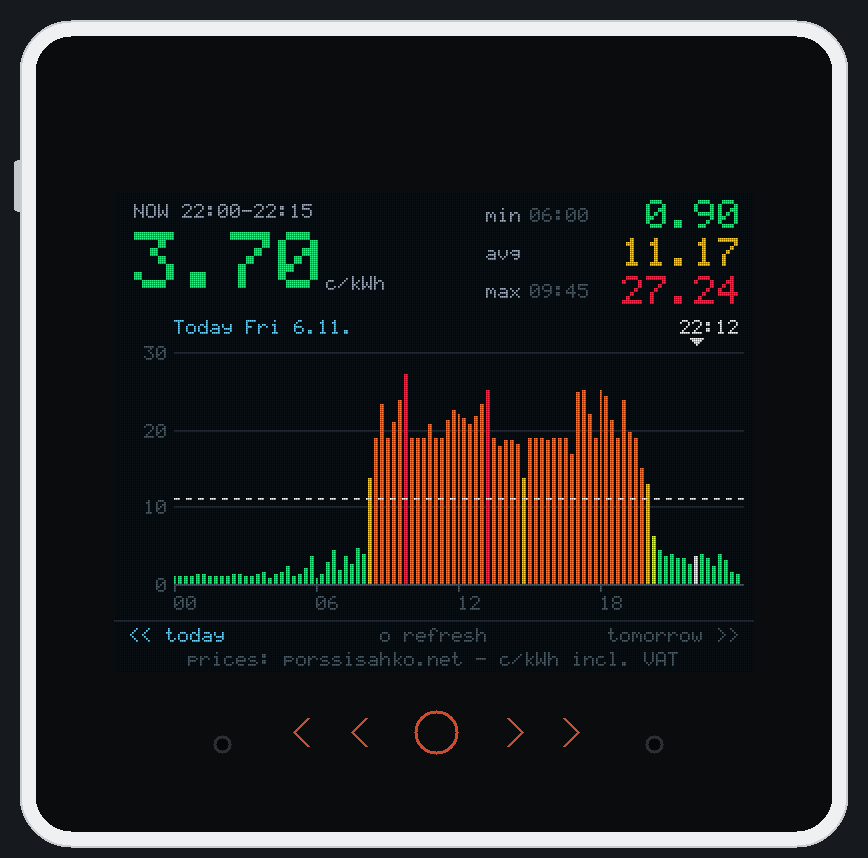 NOW 22:00-22:15
3.70 c/kWh
min 06:00 0.90
avg 11.17
max 09:45 27.24
Today Fri 6.11. 22:12
30
20
10
0
00 06 12 18
<< today o refresh tomorrow >>
prices: porssisahko.net - c/kWh incl. VAT